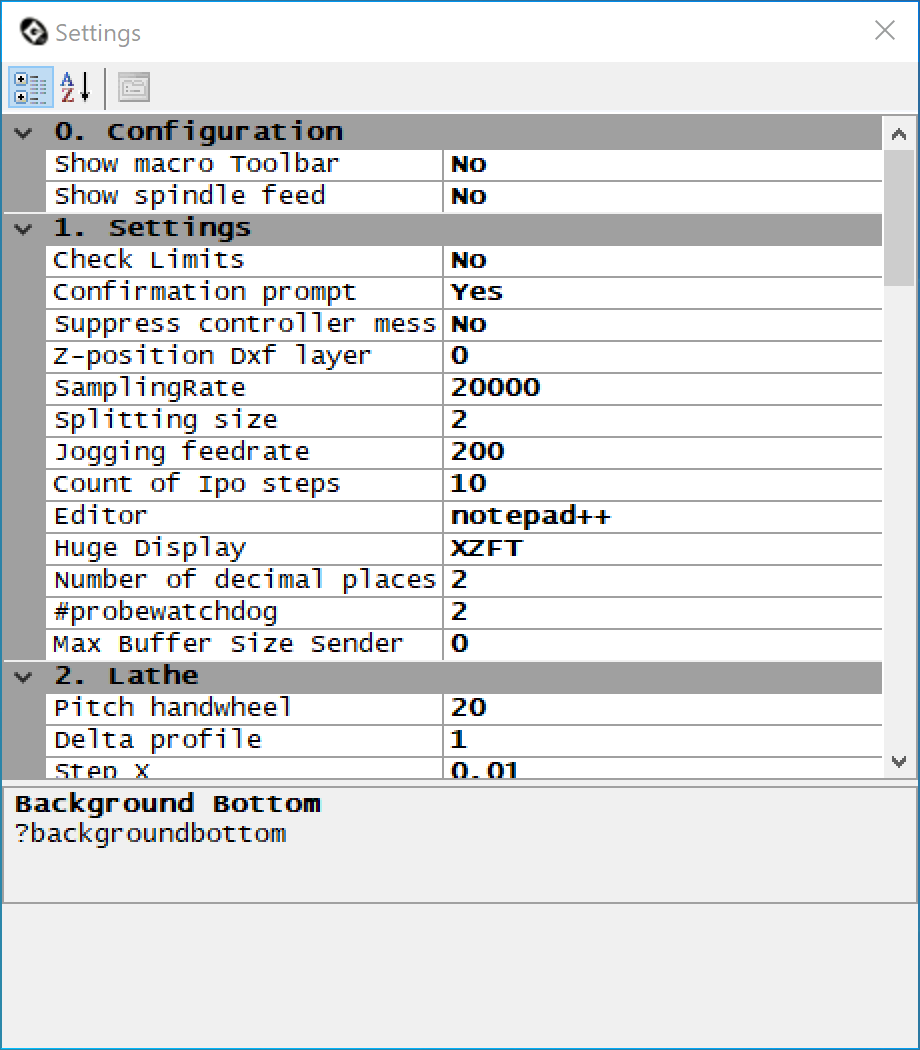 Settings
0. Configuration
Show macro Toolbar No
Show spindle feed No
1. Settings
Check Limits No
Confirmation prompt Yes
Suppress controller mess No
Z-position Dxf layer 0
SamplingRate 20000
Splitting size 2
Jogging feedrate 200
Count of Ipo steps 10
Editor notepad++
Huge Display XZFT
Number of decimal places 2
#probewatchdog 2
Max Buffer Size Sender 0
2. Lathe
Pitch handwheel 20
Delta profile 1
Step X 0.01
Background Bottom
?backgroundbottom